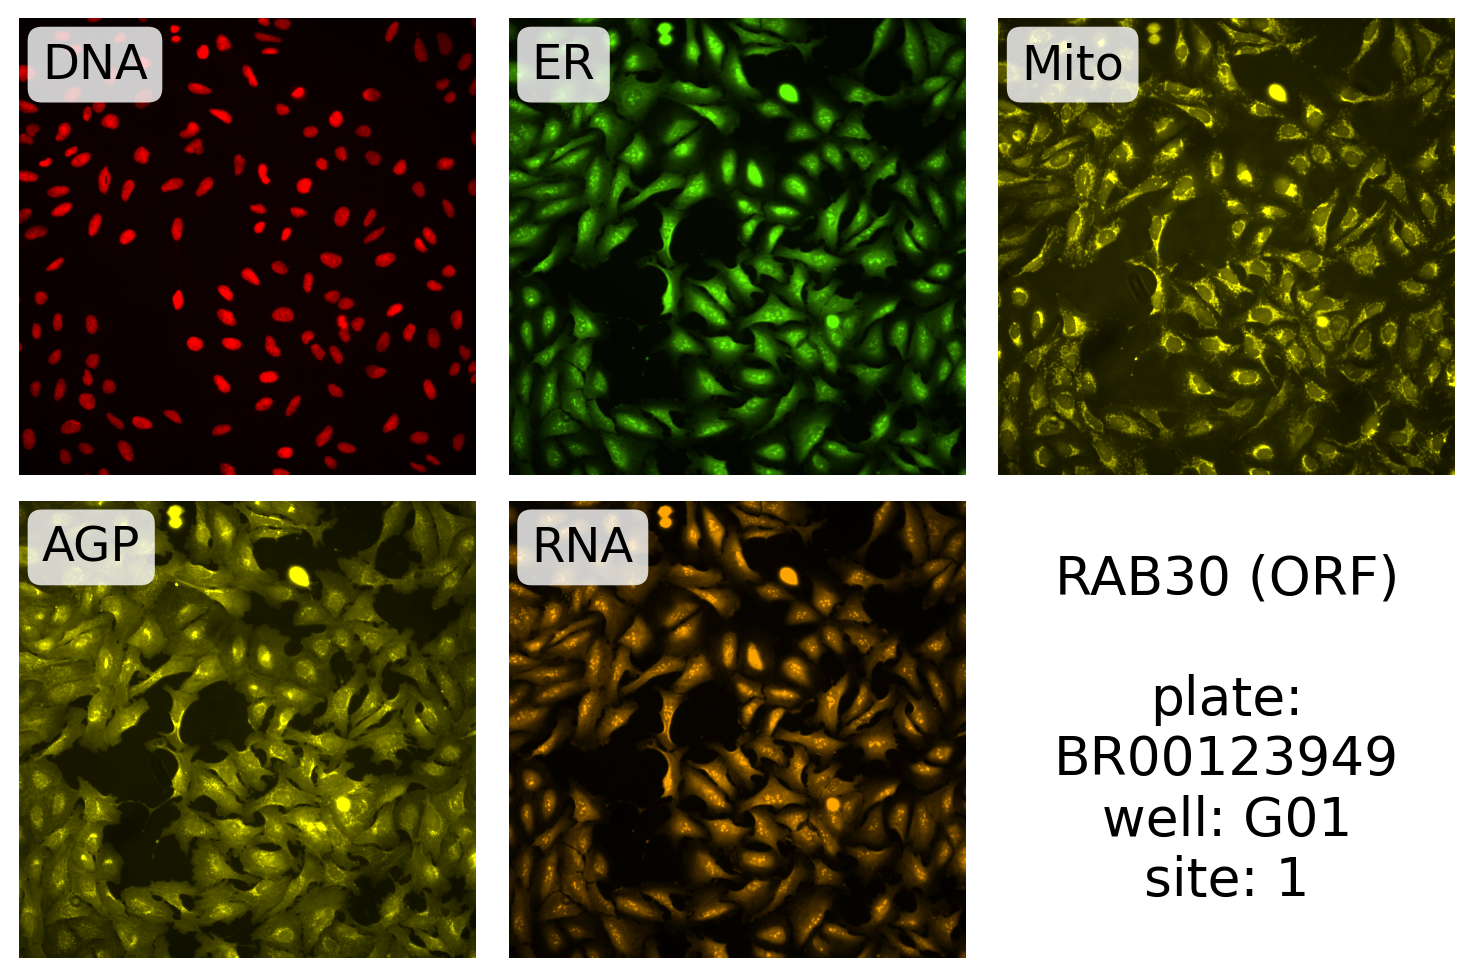 DNA
ER
Mito
AGP
RNA
RAB30 (ORF)
plate:
BR00123949
well: G01
site: 1